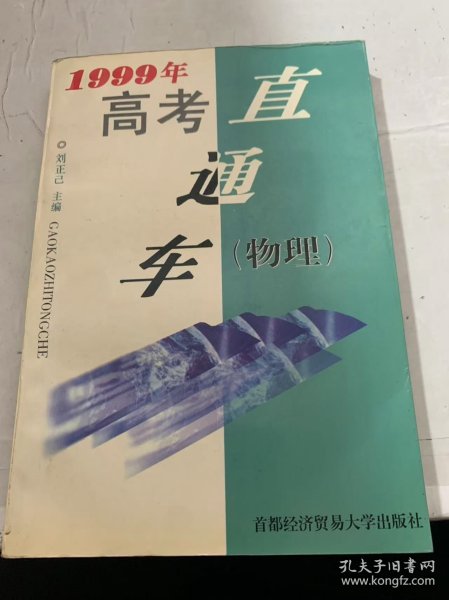 1999年
高考
直
通
车
（物理）
◎刘正己 主编 GAOKAOZHITONGCHE
首都经济贸易大学出版社
孔夫子旧书网
www.kongfz.com